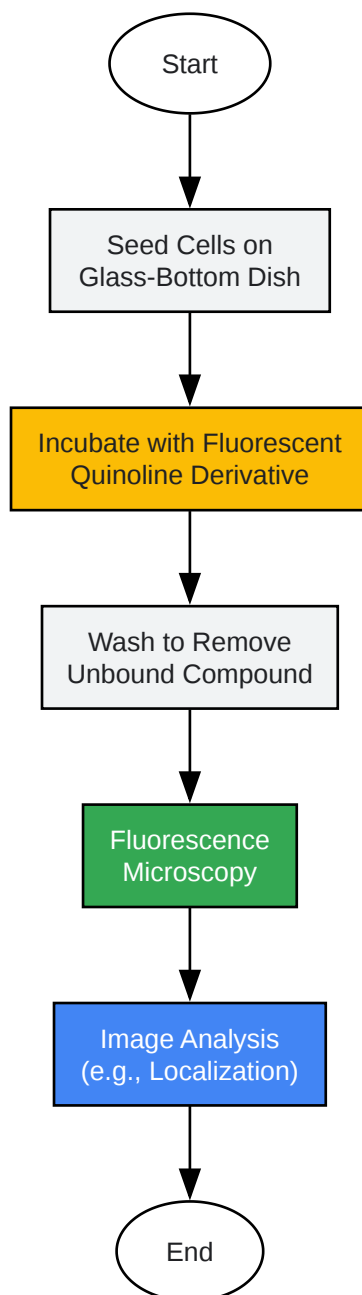 Start
Seed Cells on
Glass-Bottom Dish
Incubate with Fluorescent
Quinoline Derivative
Wash to Remove
Unbound Compound
Fluorescence
Microscopy
Image Analysis
(e.g., Localization)
End